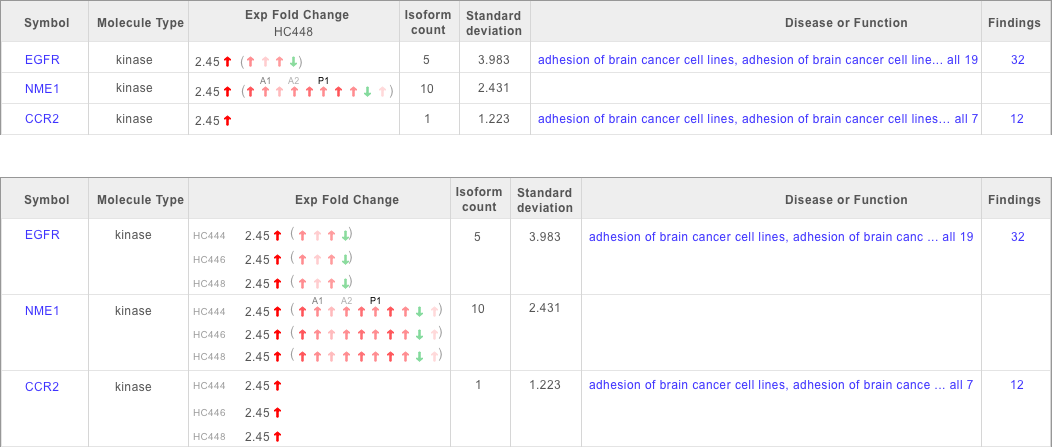 Symbol Molecule Type Exp Fold Change HC448 Isoform count Standard deviation Disease or Function Findings
EGFR kinase 2.45 ( ) 5 3.983 adhesion of brain cancer cell lines, adhesion of brain cancer cell line... all 19 32
A1 A2 P1
NME1 kinase 2.45 ( ) 10 2.431
CCR2 kinase 2.45 1 1.223 adhesion of brain cancer cell lines, adhesion of brain cancer cell lines... all 7 12
Symbol Molecule Type Exp Fold Change Isoform count Standard deviation Disease or Function Findings
EGFR kinase HC444 2.45 ( ) 5 3.983 adhesion of brain cancer cell lines, adhesion of brain canc ... all 19 32
HC446 2.45 ( )
HC448 2.45 ( )
A1 A2 P1
NME1 kinase HC444 2.45 ( ) 10 2.431
HC446 2.45 ( )
HC448 2.45 ( )
CCR2 kinase HC444 2.45 1 1.223 adhesion of brain cancer cell lines, adhesion of brain cance ... all 7 12
HC446 2.45
HC448 2.45